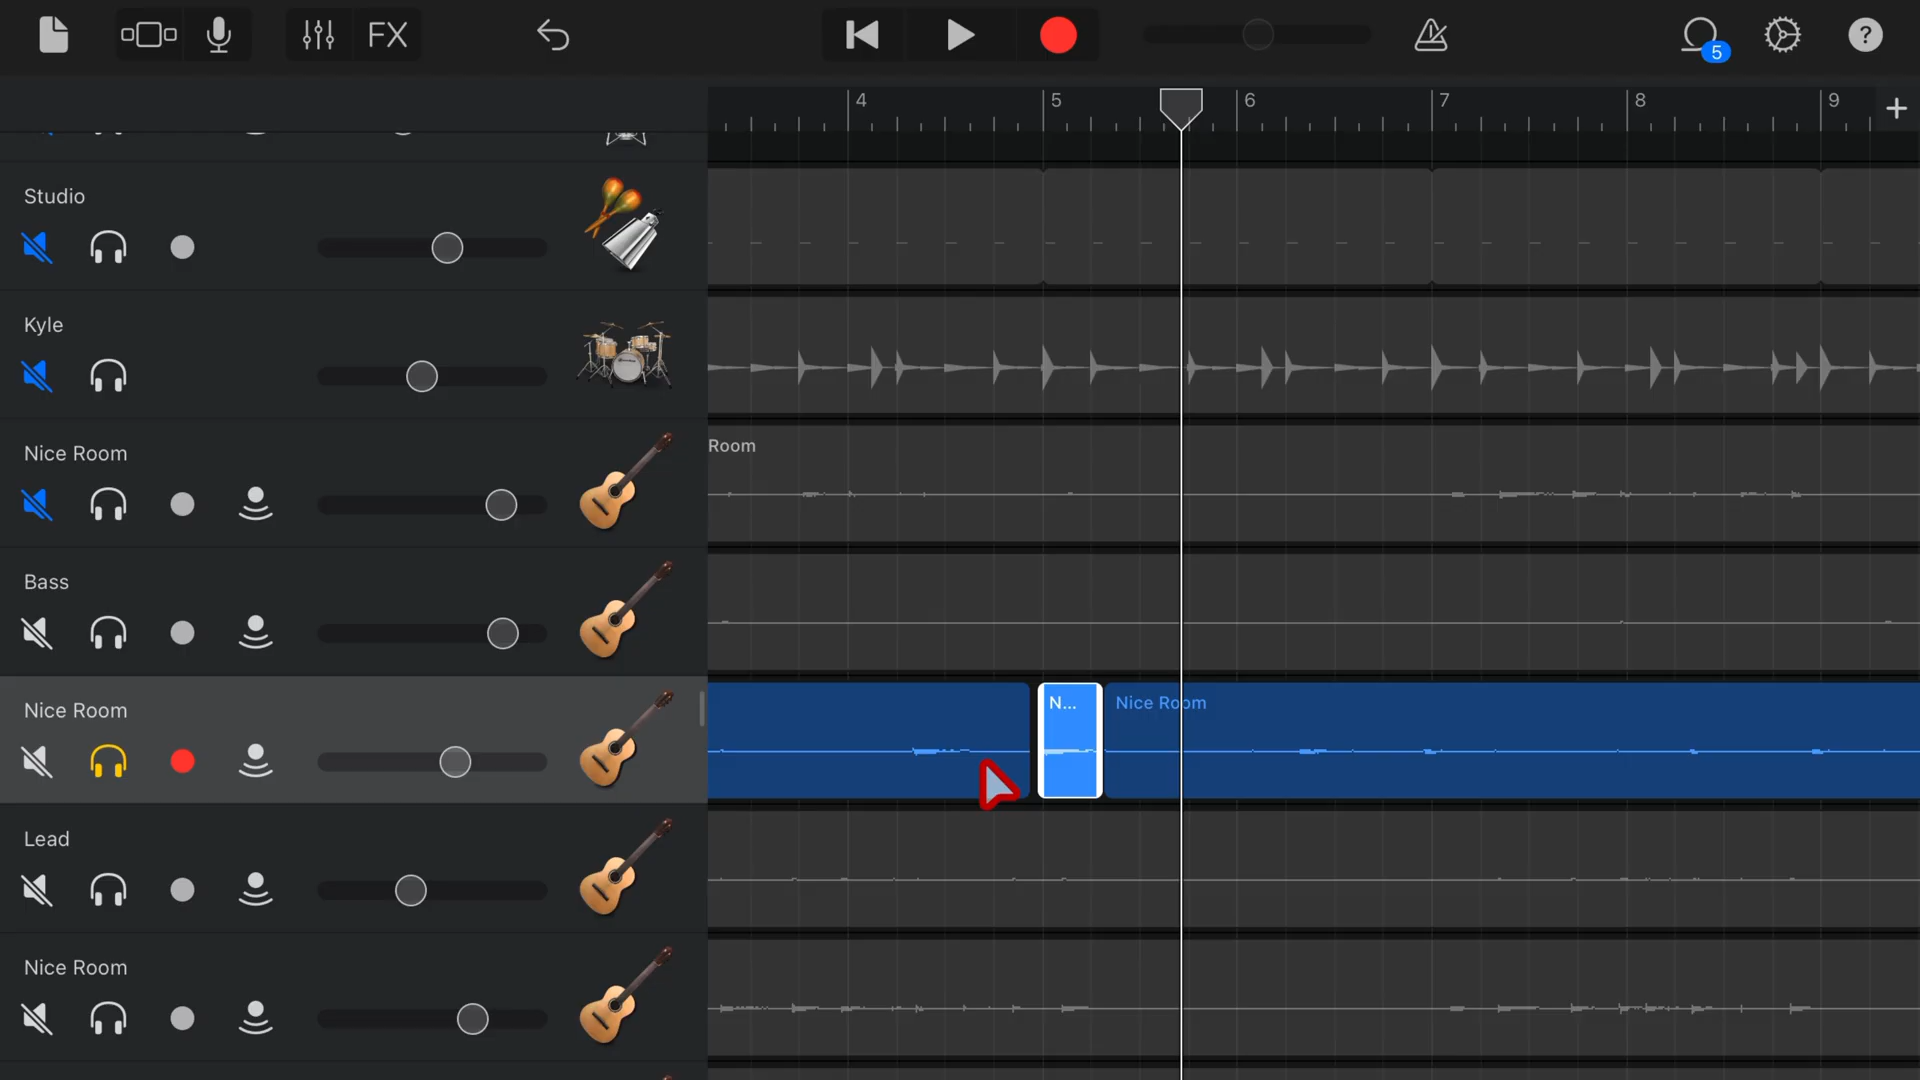 FX
5
?
4
5
6
7
8
9
+
Studio
Kyle
Nice Room
Room
Bass
Nice Room
N...
Nice Room
Lead
Nice Room